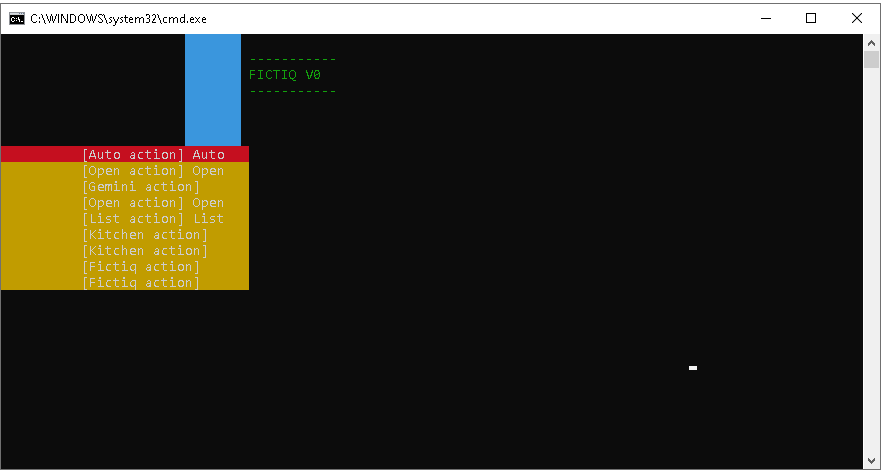 C:\WINDOWS\system32\cmd.exe
-----------
FICTIQ V0
-----------
[Auto action] Auto
[Open action] Open
[Gemini action]
[Open action] Open
[List action] List
[Kitchen action]
[Kitchen action]
[Fictiq action]
[Fictiq action]